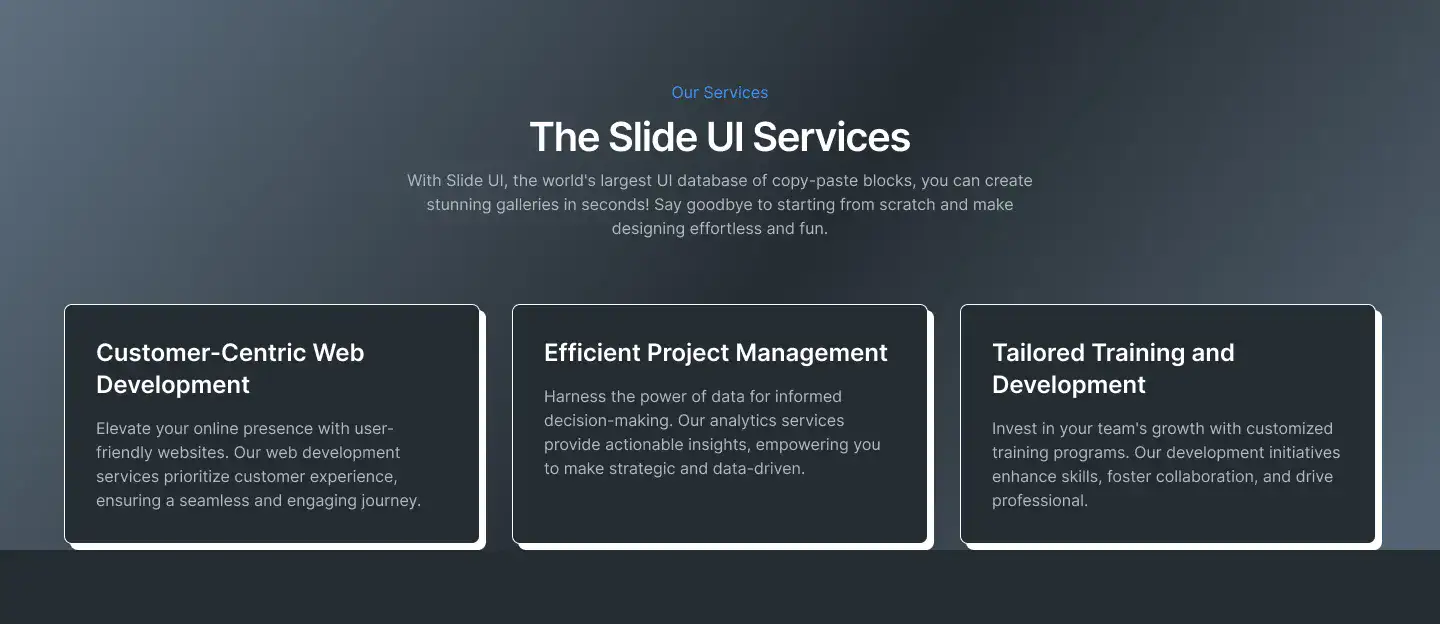 Our Services
The Slide UI Services
With Slide UI, the world's largest UI database of copy-paste blocks, you can create
stunning galleries in seconds! Say goodbye to starting from scratch and make
designing effortless and fun.
Customer-Centric Web
Development
Elevate your online presence with user-
friendly websites. Our web development
services prioritize customer experience,
ensuring a seamless and engaging journey.
Efficient Project Management
Harness the power of data for informed
decision-making. Our analytics services
provide actionable insights, empowering you
to make strategic and data-driven.
Tailored Training and
Development
Invest in your team's growth with customized
training programs. Our development initiatives
enhance skills, foster collaboration, and drive
professional.